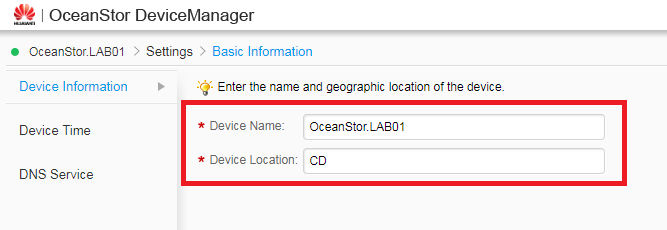 HUAWEI OceanStor DeviceManager
OceanStor.LAB01 > Settings > Basic Information
Device Information
Enter the name and geographic location of the device.
* Device Name: OceanStor.LAB01
Device Time
* Device Location: CD
DNS Service